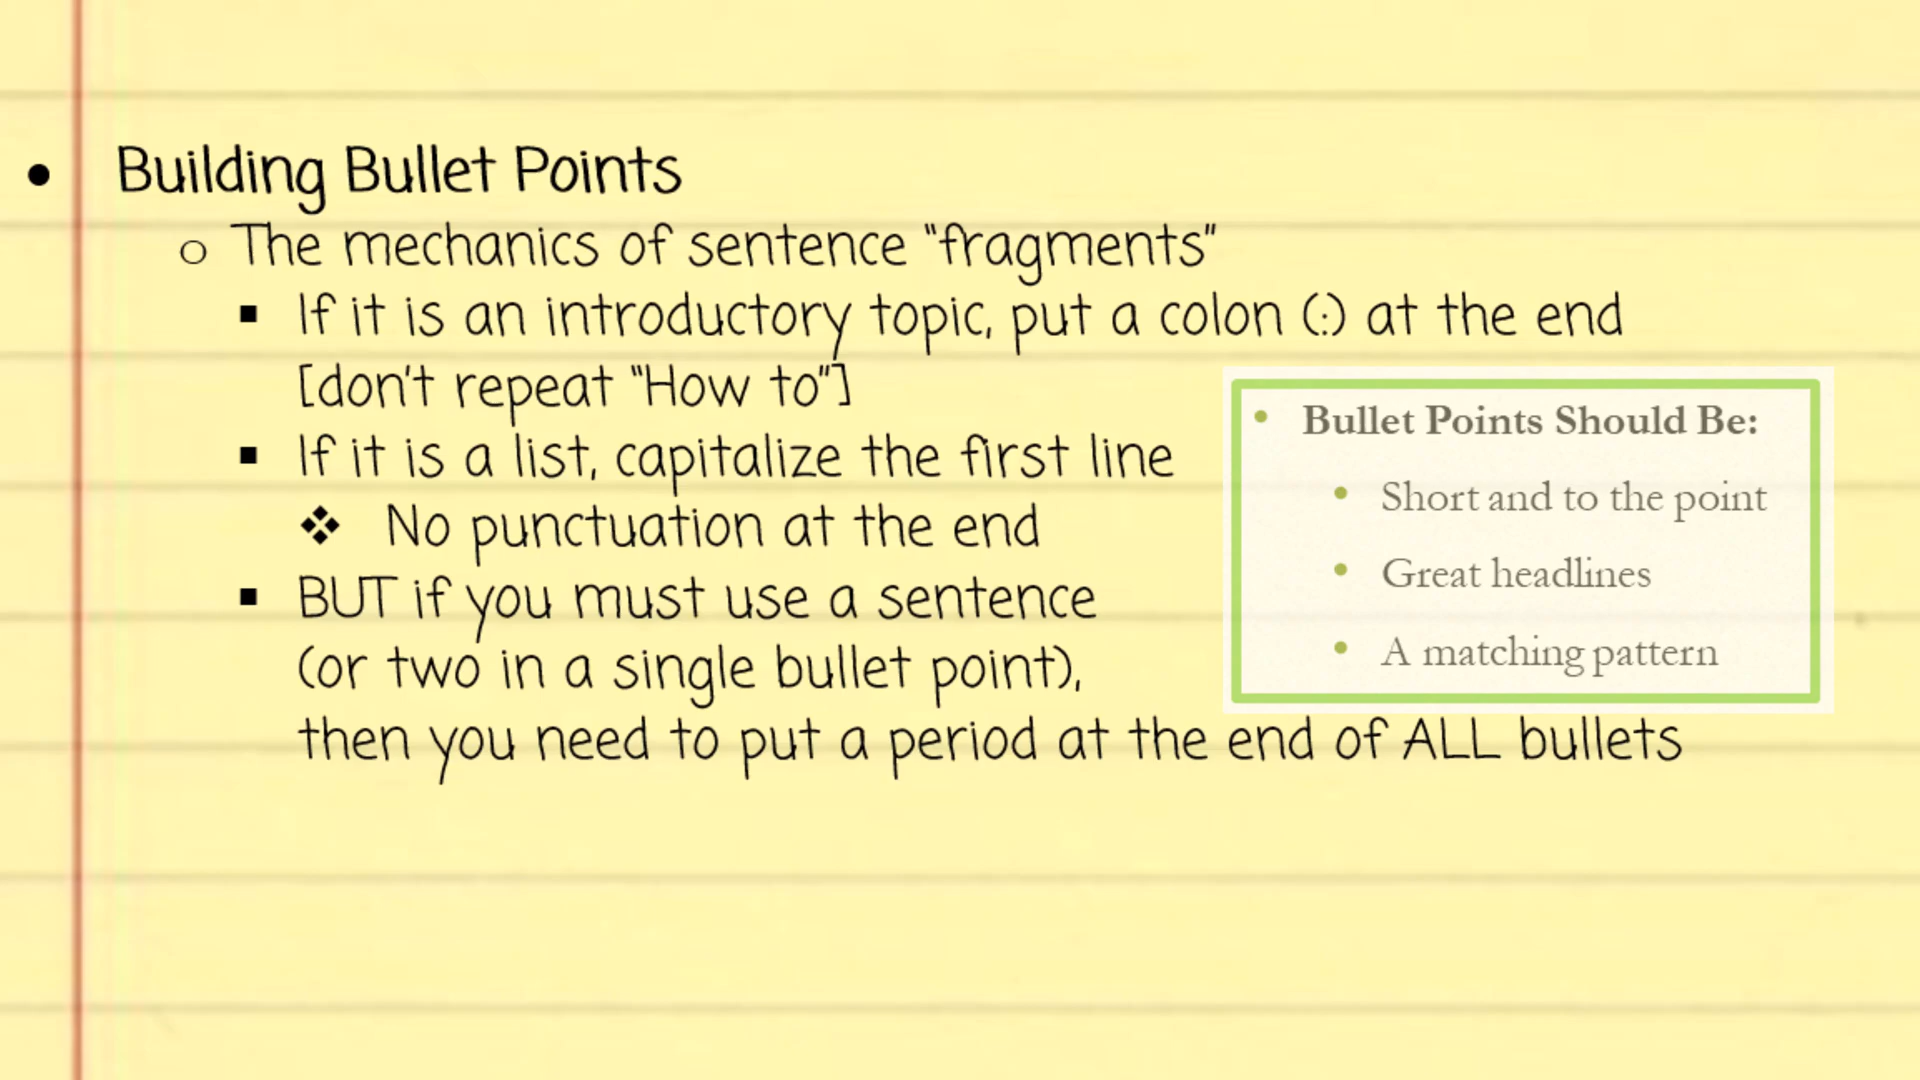 • Building Bullet Points
o The mechanics of sentence “fragments”
▪ If it is an introductory topic, put a colon (:) at the end
[don't repeat “How to”]
▪ If it is a list, capitalize the first line
❖ No punctuation at the end
▪ BUT if you must use a sentence
(or two in a single bullet point),
then you need to put a period at the end of ALL bullets
• Bullet Points Should Be:
• Short and to the point
• Great headlines
• A matching pattern